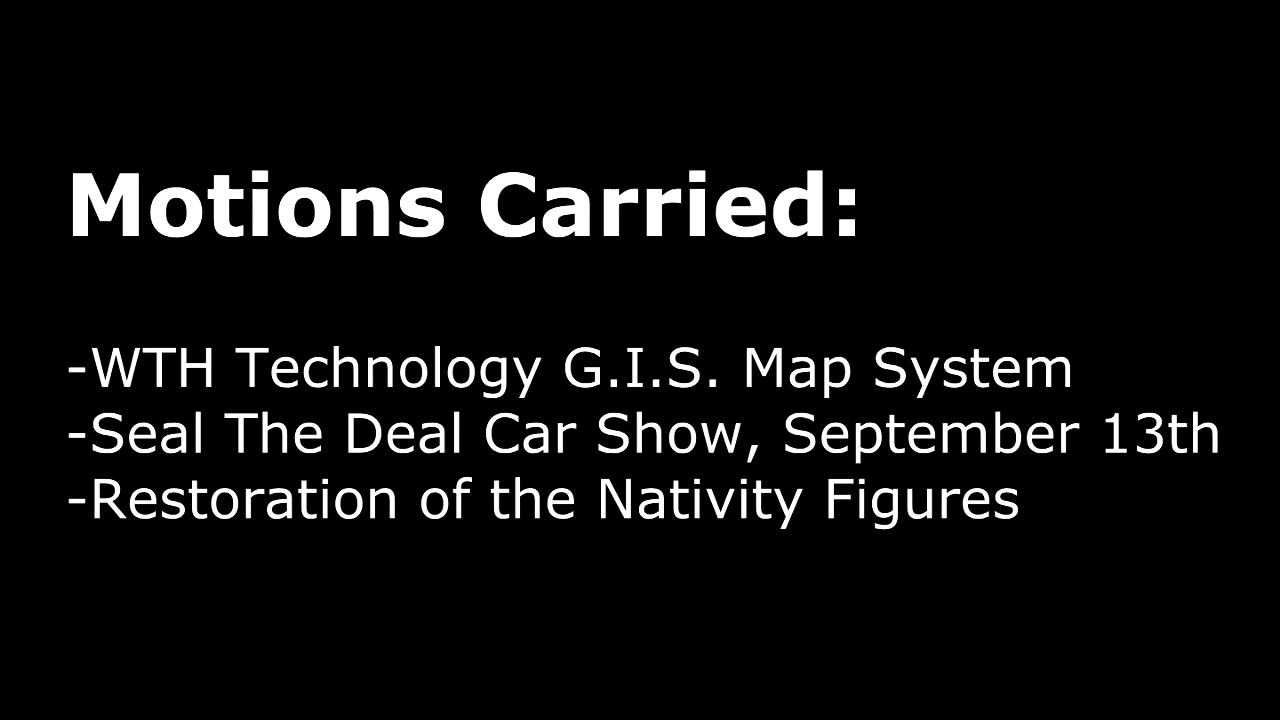 Motions Carried:
-WTH Technology G.I.S. Map System
-Seal The Deal Car Show, September 13th
-Restoration of the Nativity Figures